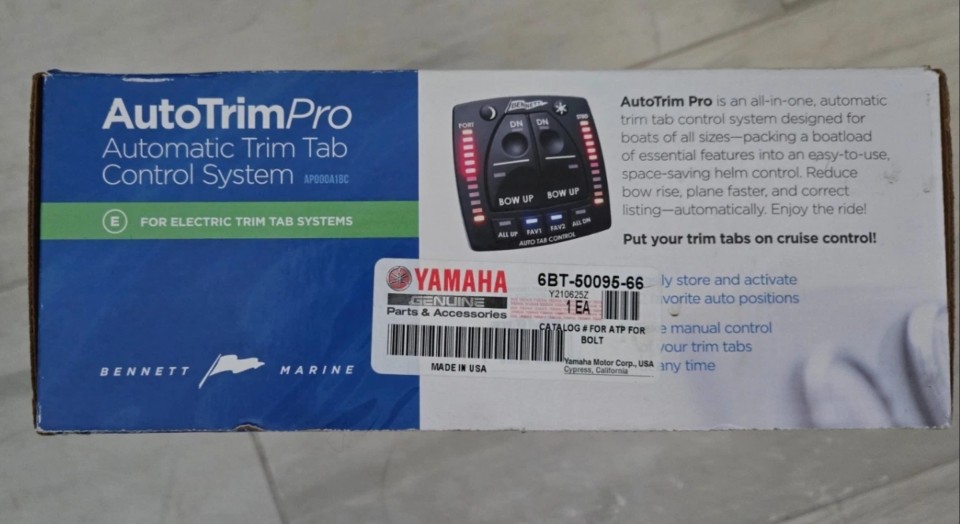 AutoTrimPro
Automatic Trim Tab
Control System AP000A1BC
E FOR ELECTRIC TRIM TAB SYSTEMS
BENNETT MARINE
BENNETT
PORT DN DN STBD
BOW UP BOW UP
ALL UP FAV1 FAV2 ALL DN
AUTO TAB CONTROL
AutoTrim Pro is an all-in-one, automatic
trim tab control system designed for
boats of all sizes—packing a boatload
of essential features into an easy-to-use,
space-saving helm control. Reduce
bow rise, plane faster, and correct
listing—automatically. Enjoy the ride!
Put your trim tabs on cruise control!
ly store and activate
vorite auto positions
e manual control
your trim tabs
any time
YAMAHA
GENUINE
Parts & Accessories
6BT-50095-66
Y210625Z
1 EA
CATALOG # FOR ATP FOR
BOLT
MADE IN USA
Yamaha Motor Corp., USA
Cypress, California